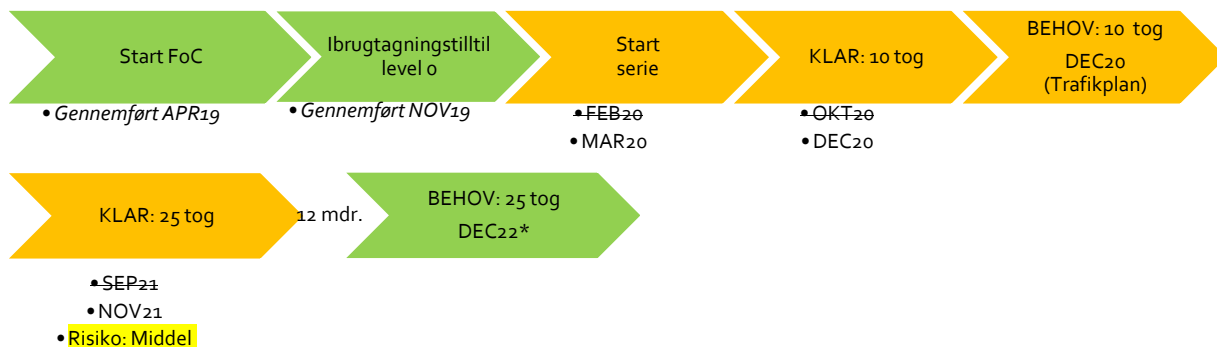 Start FoC
• Gennemført APR19
Ibrugtagningstilltil
level 0
• Gennemført NOV19
Start
serie
• FEB20
• MAR20
KLAR: 10 tog
• OKT20
• DEC20
BEHOV: 10 tog
DEC20
(Trafikplan)
KLAR: 25 tog
• SEP21
• NOV21
• Risiko: Middel
12 mdr.
BEHOV: 25 tog
DEC22*